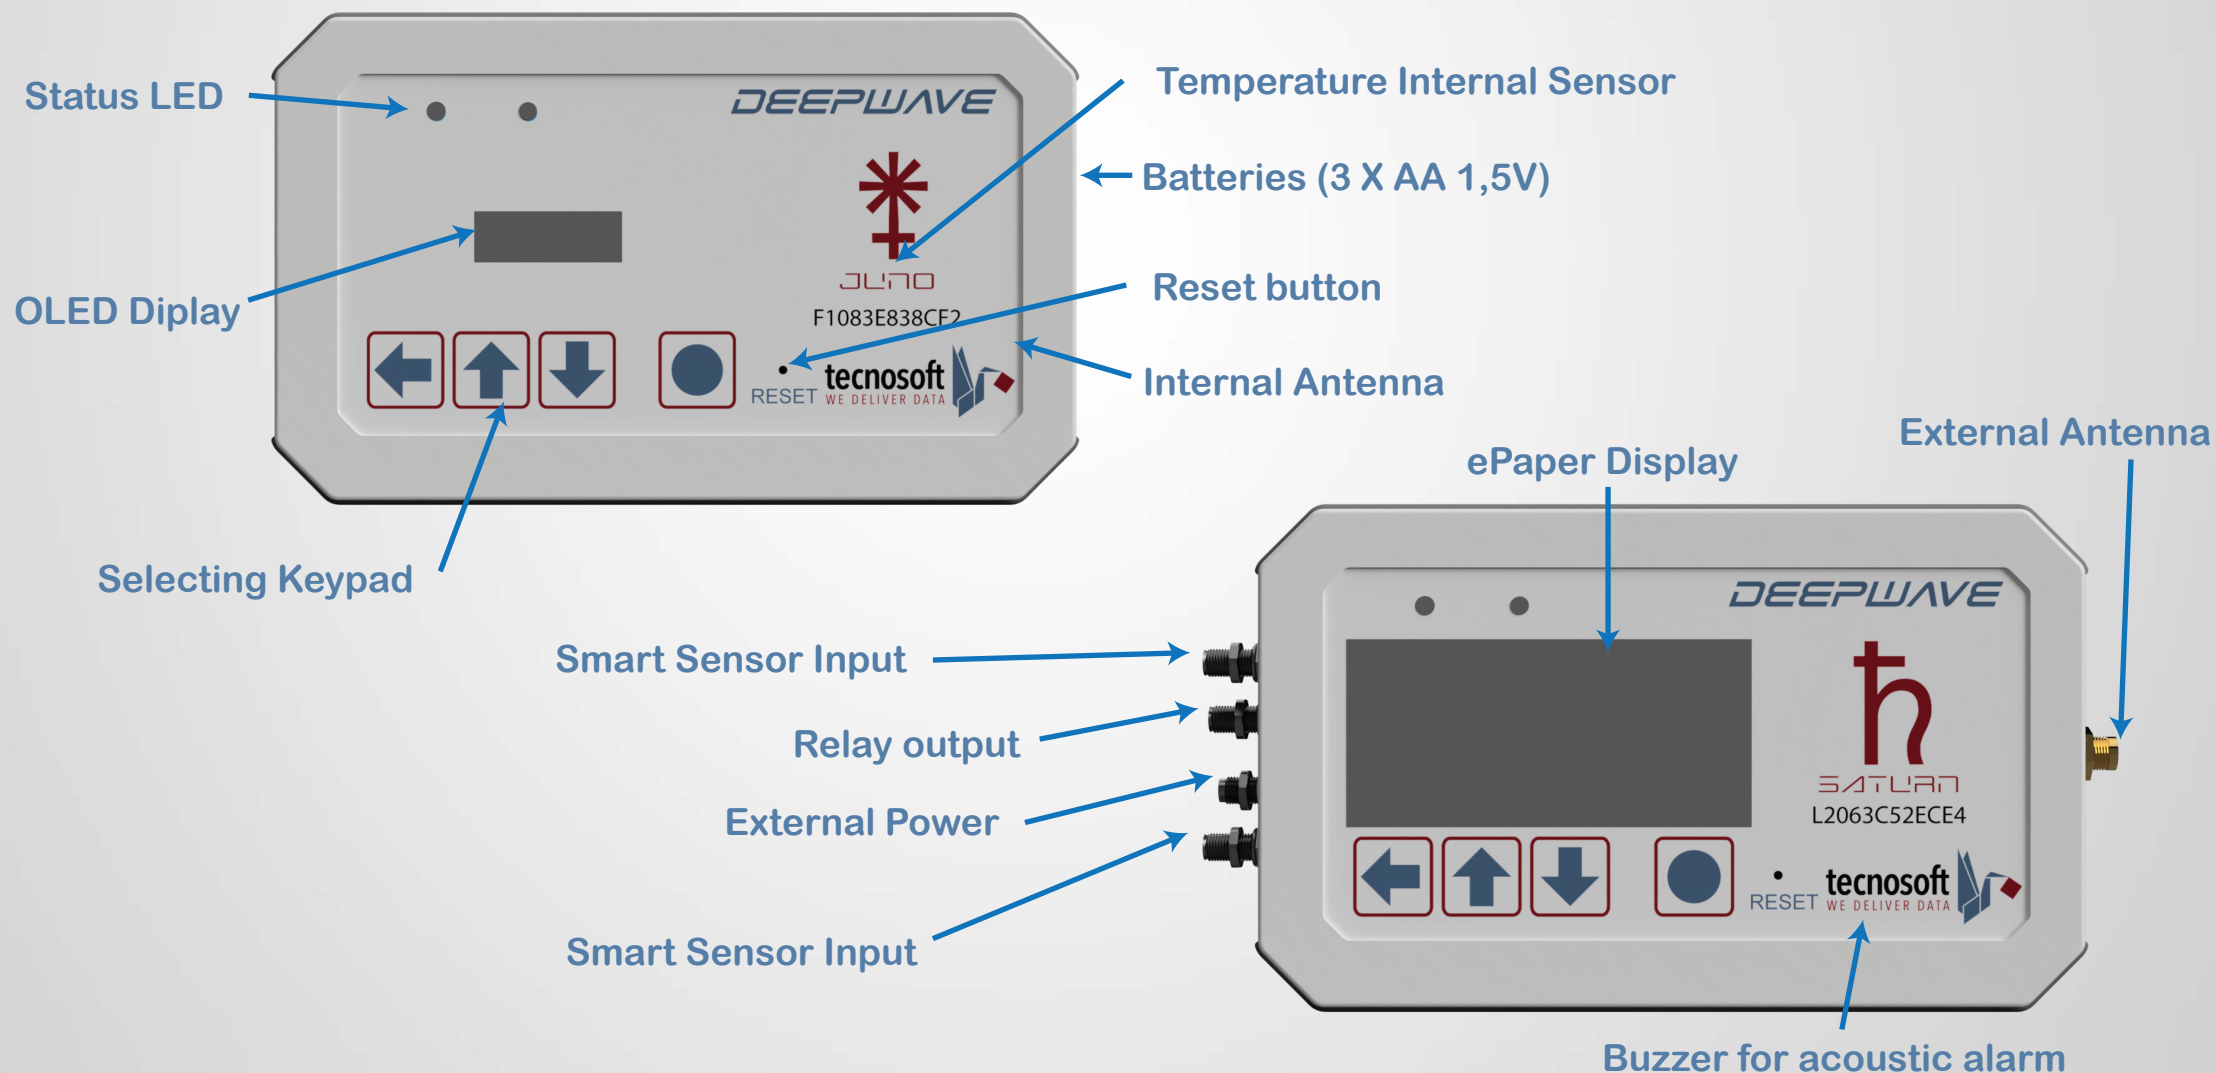 Status LED
DEEPWAVE
Temperature Internal Sensor
Batteries (3 X AA 1,5V)
JUNO
Reset button
OLED Diplay
F1083E838CF2
RESET
tecnosoft
WE DELIVER DATA
Internal Antenna
External Antenna
ePaper Display
Selecting Keypad
DEEPWAVE
Smart Sensor Input
Relay output
SATURN
L2063C52ECE4
External Power
RESET
tecnosoft
WE DELIVER DATA
Smart Sensor Input
Buzzer for acoustic alarm